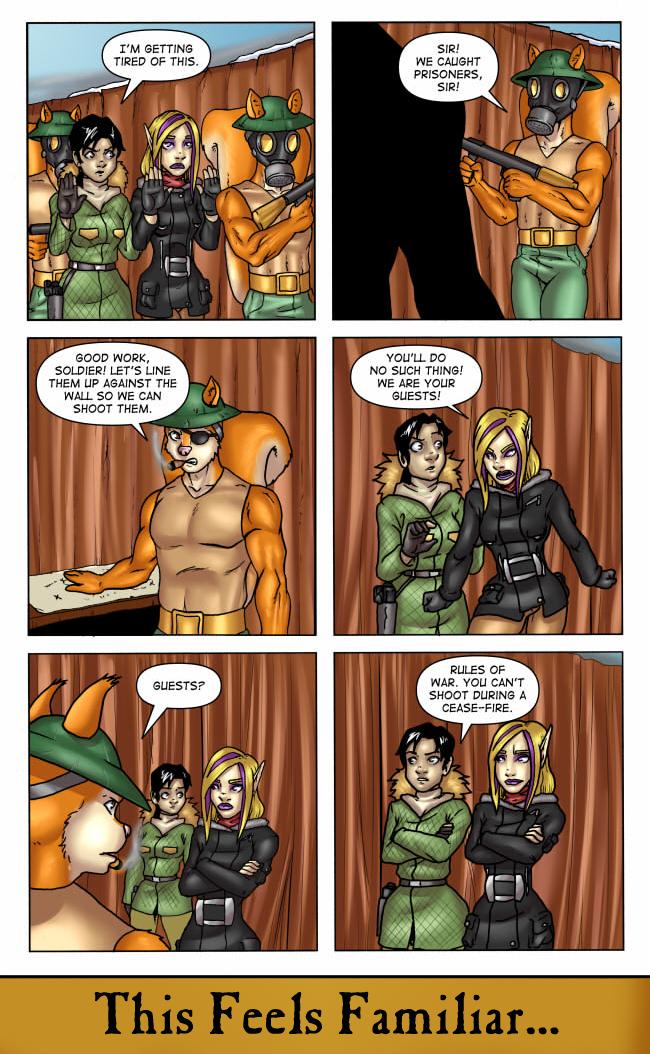 I'M GETTING
TIRED OF THIS.
SIR!
WE CAUGHT
PRISONERS,
SIR!
GOOD WORK,
SOLDIER! LET'S LINE
THEM UP AGAINST THE
WALL SO WE CAN
SHOOT THEM.
YOU'LL DO
NO SUCH THING!
WE ARE YOUR
GUESTS!
GUESTS?
RULES OF
WAR. YOU CAN'T
SHOOT DURING A
CEASE-FIRE.
This Feels Familiar...